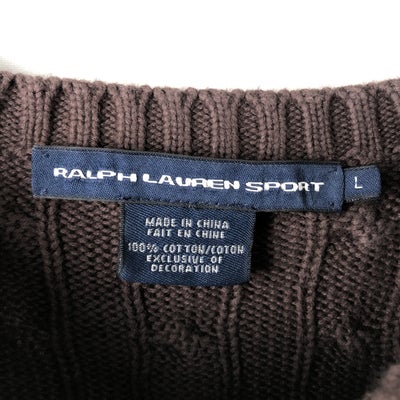 RALPH LAUREN SPORT
L
MADE IN CHINA
FAIT EN CHINE
100% COTTON/COTON
EXCLUSIVE OF
DECORATION